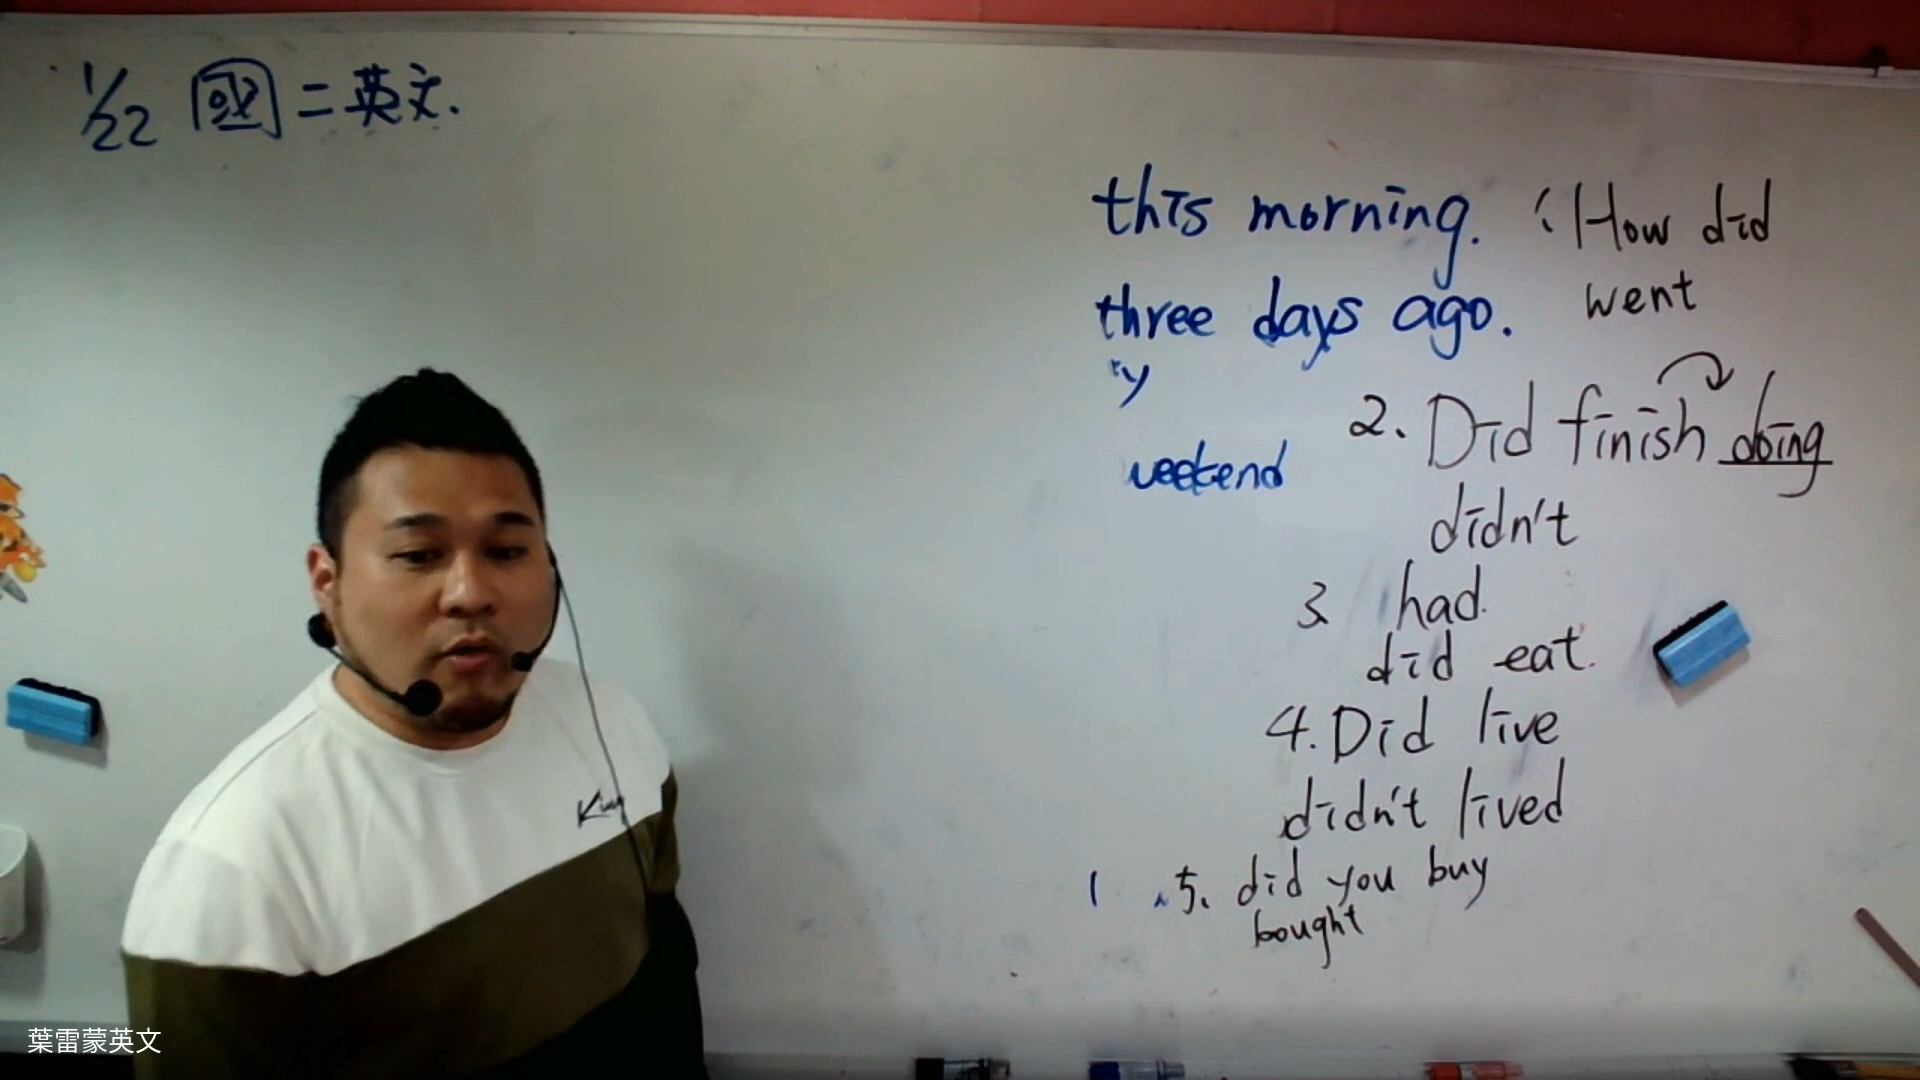 1/22 國二英文.
this morning.
three days ago.
weekend
1. How did
went
2. Did finish doing
didn't
3. had.
did eat.
4. Did live
didn't lived
5. did you buy
bought
葉雷蒙英文